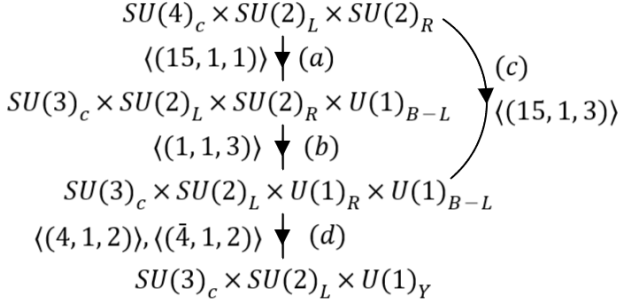 SU(4)_c × SU(2)_L × SU(2)_R
⟨(15, 1, 1)⟩ (a)
(c)
SU(3)_c × SU(2)_L × SU(2)_R × U(1)_{B−L}
⟨(15, 1, 3)⟩
⟨(1, 1, 3)⟩ (b)
SU(3)_c × SU(2)_L × U(1)_R × U(1)_{B−L}
⟨(4, 1, 2)⟩, ⟨(4̄, 1, 2)⟩ (d)
SU(3)_c × SU(2)_L × U(1)_Y